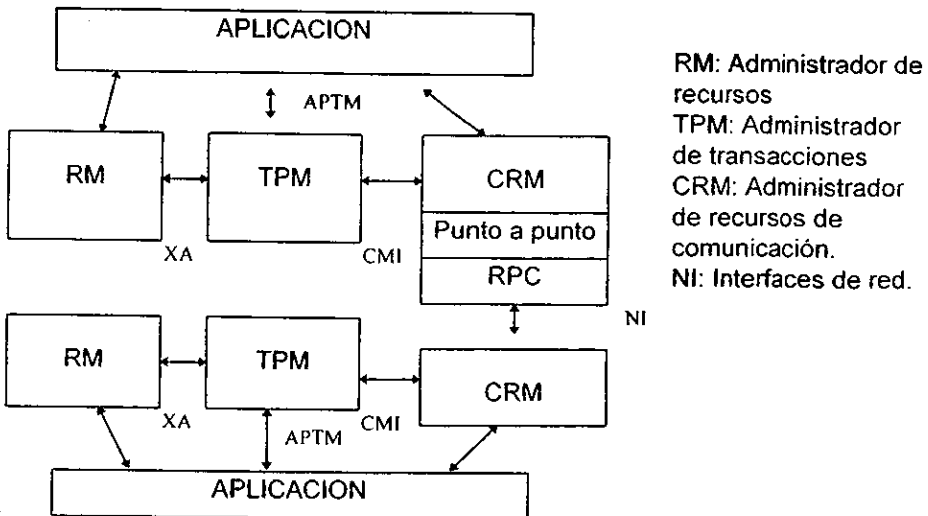 APLICACION
APTM
RM
TPM
CRM
Punto a punto
RPC
XA
CMI
NI
RM
TPM
CRM
XA
APTM
CMI
APLICACION
RM: Administrador de
recursos
TPM: Administrador
de transacciones
CRM: Administrador
de recursos de
comunicación.
NI: Interfaces de red.